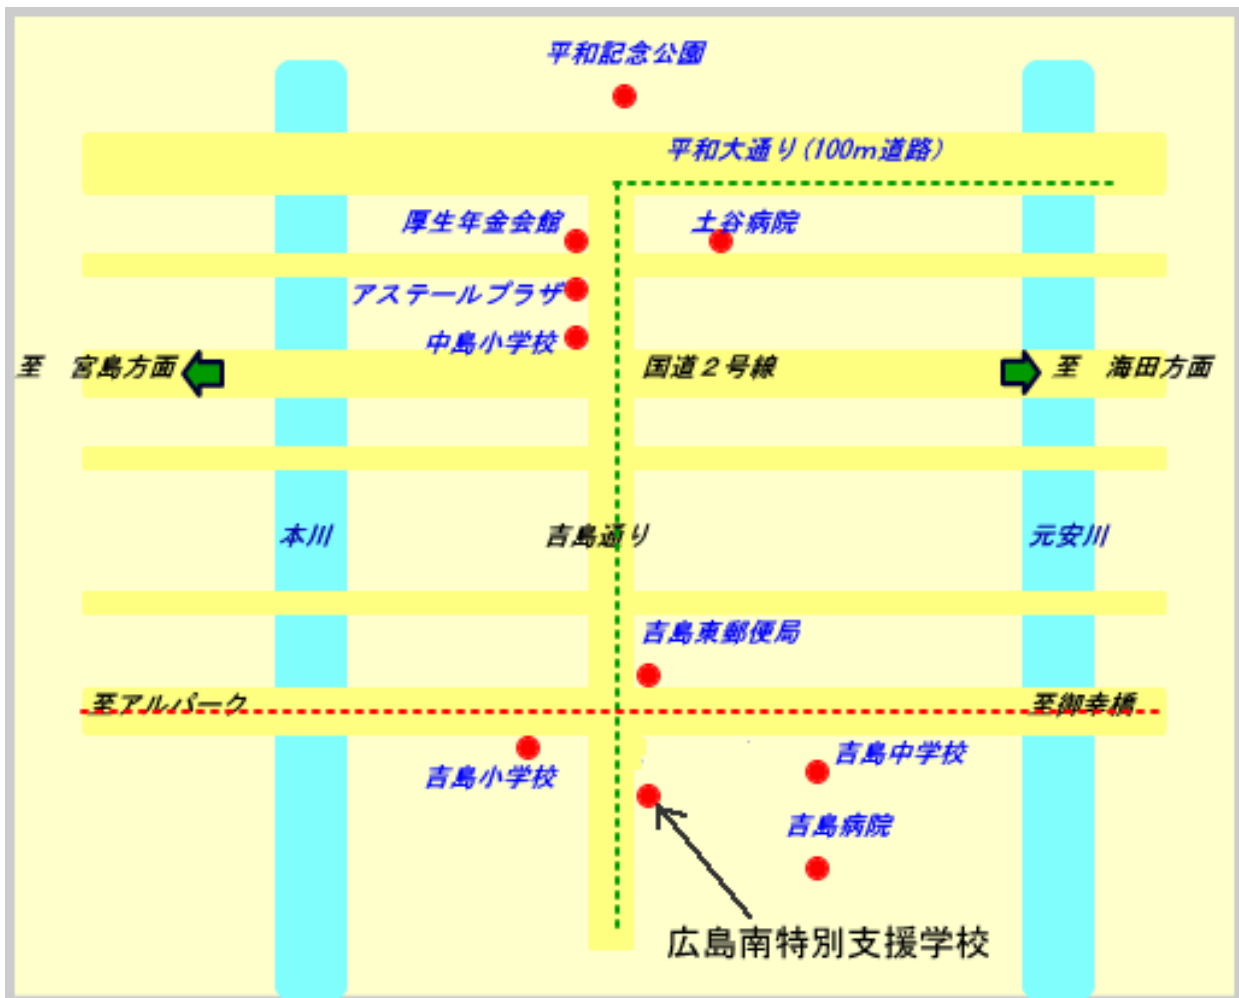 平和記念公園
平和大通り(100m道路)
厚生年金会館
土谷病院
アステールプラザ
中島小学校
至　宮島方面
国道２号線
至　海田方面
本川
吉島通り
元安川
吉島東郵便局
至アルパーク
至御幸橋
吉島小学校
吉島中学校
吉島病院
広島南特別支援学校